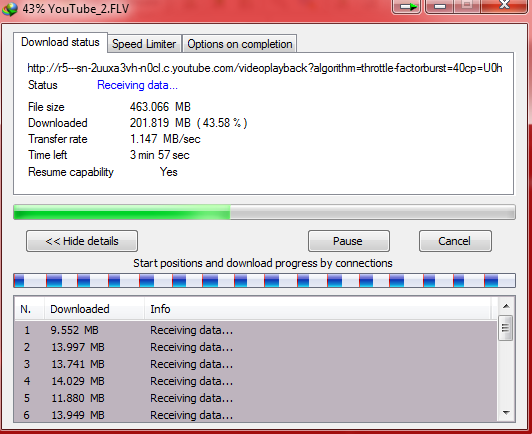 43% YouTube_2.FLV
Download status Speed Limiter Options on completion
http://r5---sn-2uuxa3vh-n0cl.c.youtube.com/videoplayback?algorithm=throttle-factorburst=40cp=U0h
Status Receiving data...
File size 463.066 MB
Downloaded 201.819 MB ( 43.58 % )
Transfer rate 1.147 MB/sec
Time left 3 min 57 sec
Resume capability Yes
<< Hide details Pause Cancel
Start positions and download progress by connections
N. Downloaded Info
1 9.552 MB Receiving data...
2 13.997 MB Receiving data...
3 13.741 MB Receiving data...
4 14.029 MB Receiving data...
5 11.880 MB Receiving data...
6 13.949 MB Receiving data...